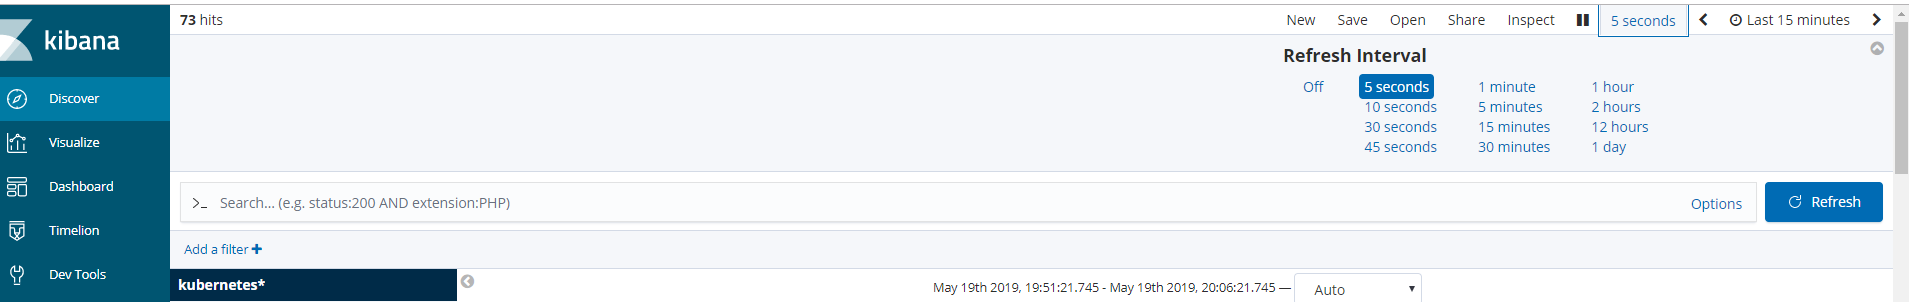 73 hits New Save Open Share Inspect 5 seconds Last 15 minutes
kibana
Refresh Interval
Off 5 seconds 1 minute 1 hour
10 seconds 5 minutes 2 hours
30 seconds 15 minutes 12 hours
45 seconds 30 minutes 1 day
Discover
Visualize
Dashboard
Timelion
Dev Tools
>_ Search... (e.g. status:200 AND extension:PHP) Options Refresh
Add a filter +
kubernetes* May 19th 2019, 19:51:21.745 - May 19th 2019, 20:06:21.745 — Auto